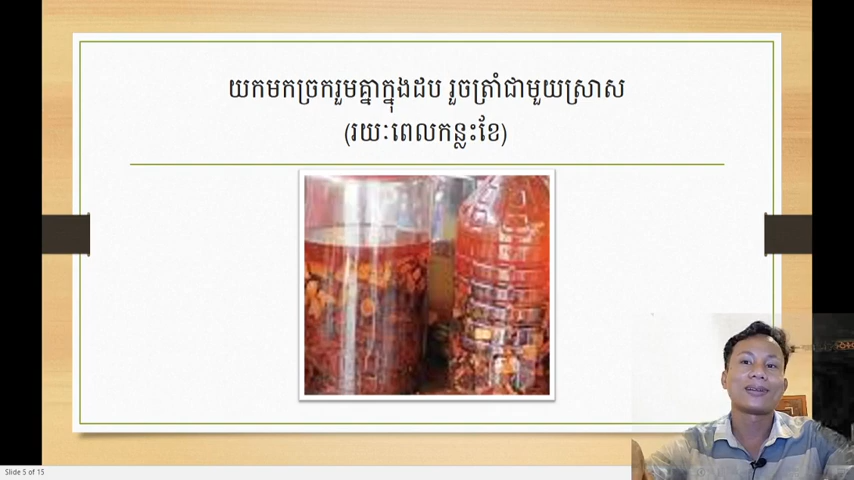 យកមកច្រករួមគ្នាក្នុងដប រួចត្រាំជាមួយស្រាស
(រយៈពេលកន្លះខែ)
Slide 5 of 15